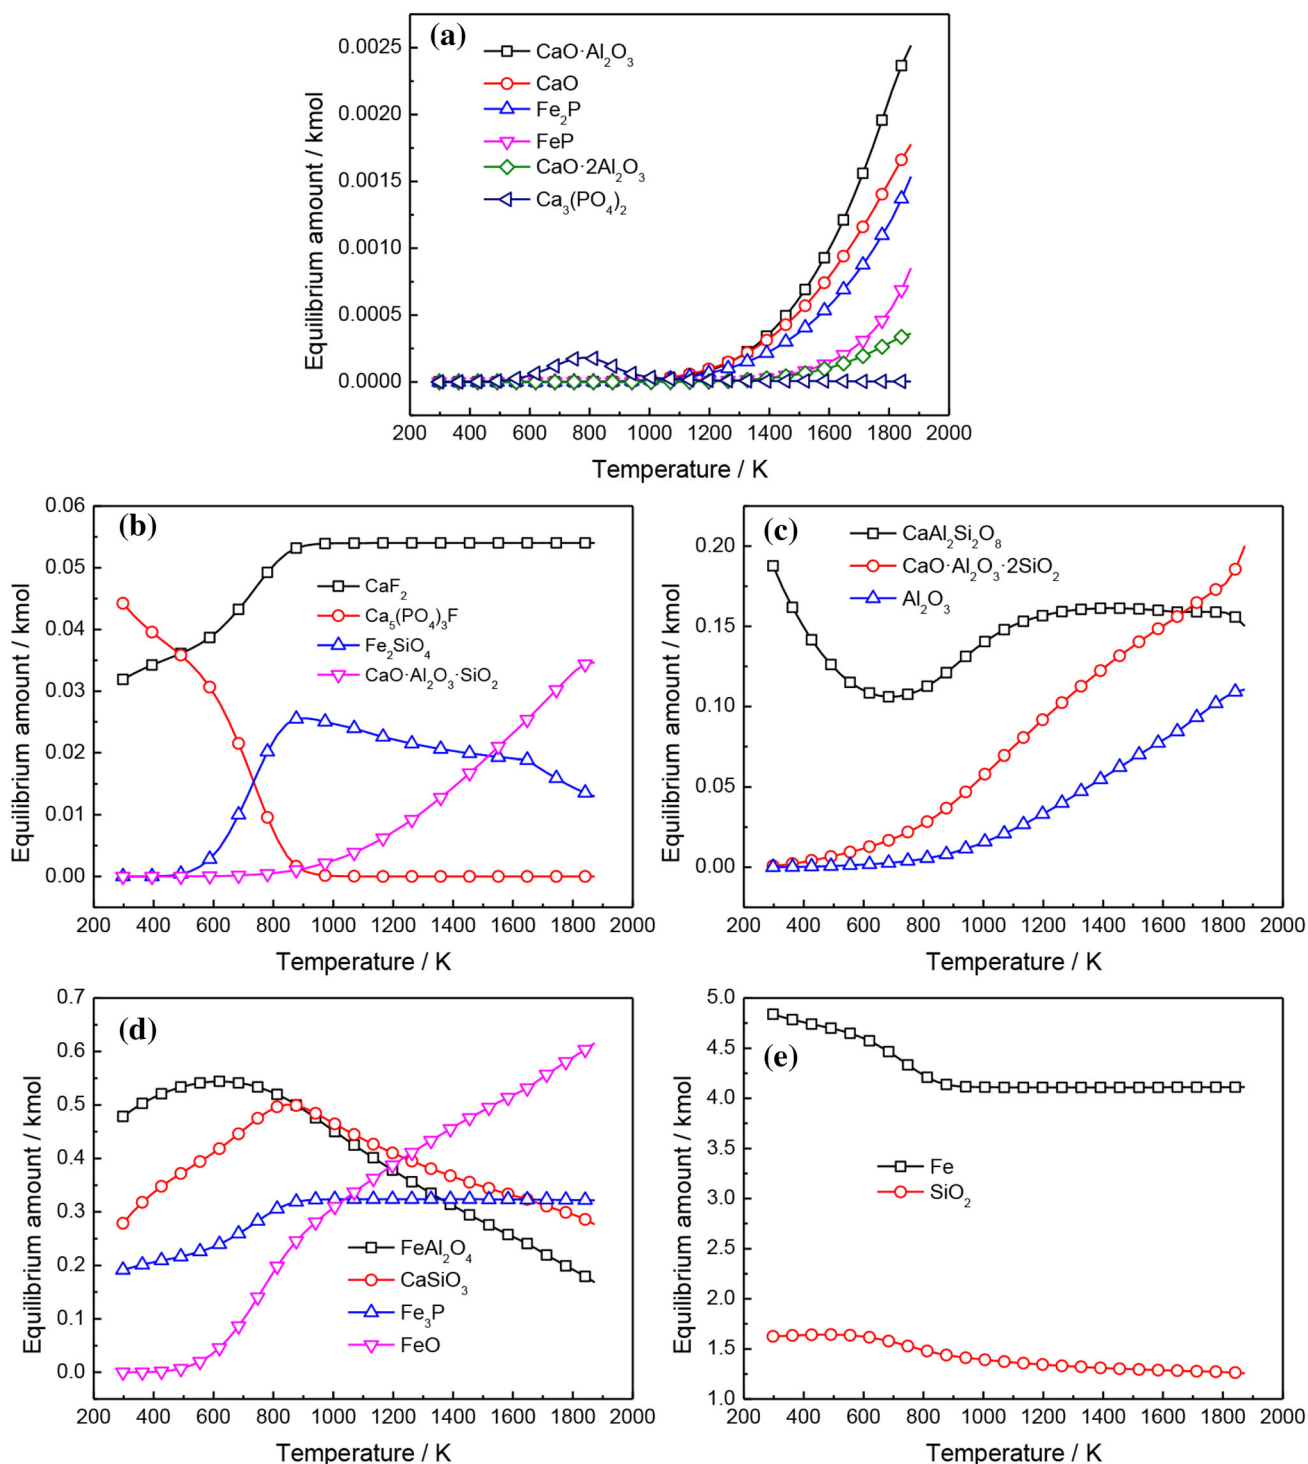 (a)
CaO·Al₂O₃
CaO
Fe₂P
FeP
CaO·2Al₂O₃
Ca₃(PO₄)₂
0.0025
0.0020
0.0015
0.0010
0.0005
0.0000
Equilibrium amount / kmol
200 400 600 800 1000 1200 1400 1600 1800 2000
Temperature / K
(b)
CaF₂
Ca₅(PO₄)₃F
Fe₂SiO₄
CaO·Al₂O₃·SiO₂
0.06
0.05
0.04
0.03
0.02
0.01
0.00
Equilibrium amount / kmol
200 400 600 800 1000 1200 1400 1600 1800 2000
Temperature / K
(c)
CaAl₂Si₂O₈
CaO·Al₂O₃·2SiO₂
Al₂O₃
0.20
0.15
0.10
0.05
0.00
Equilibrium amount / kmol
200 400 600 800 1000 1200 1400 1600 1800 2000
Temperature / K
(d)
FeAl₂O₄
CaSiO₃
Fe₃P
FeO
0.7
0.6
0.5
0.4
0.3
0.2
0.1
0.0
Equilibrium amount / kmol
200 400 600 800 1000 1200 1400 1600 1800 2000
Temperature / K
(e)
Fe
SiO₂
5.0
4.5
4.0
3.5
3.0
2.5
2.0
1.5
1.0
Equilibrium amount / kmol
200 400 600 800 1000 1200 1400 1600 1800 2000
Temperature / K